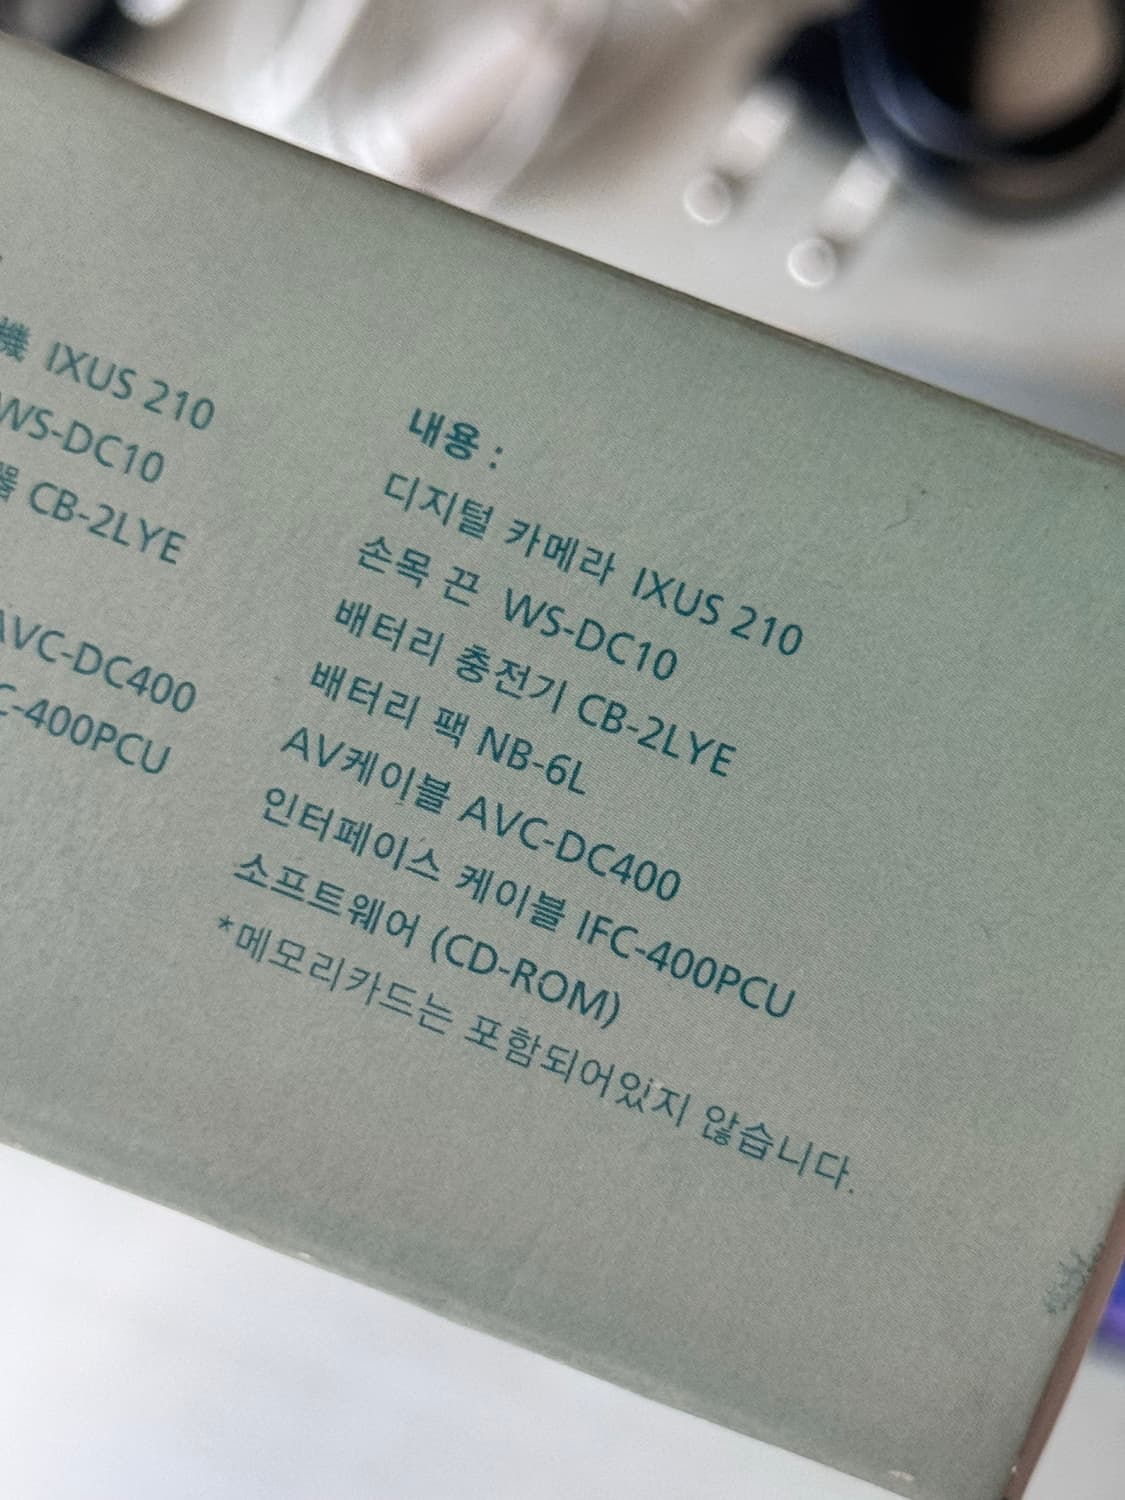 機 IXUS 210
WS-DC10
器 CB-2LYE
AVC-DC400
-400PCU
내용 :
디지털 카메라 IXUS 210
손목 끈 WS-DC10
배터리 충전기 CB-2LYE
배터리 팩 NB-6L
AV케이블 AVC-DC400
인터페이스 케이블 IFC-400PCU
소프트웨어 (CD-ROM)
*메모리카드는 포함되어있지 않습니다.